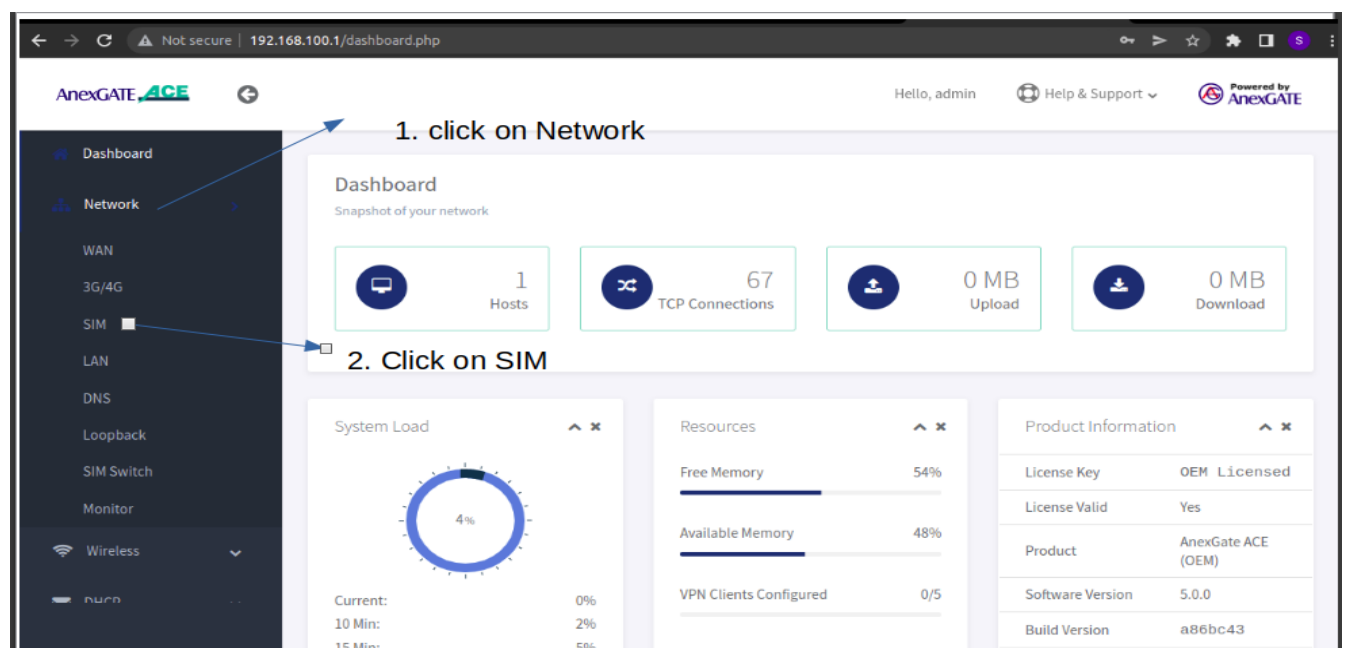 Not secure | 192.168.100.1/dashboard.php
S
AnexGATE ACE
Hello, admin
Help & Support
Powered by
AnexGATE
1. click on Network
Dashboard
Network
WAN
3G/4G
SIM
LAN
DNS
Loopback
SIM Switch
Monitor
Wireless
DHCP
Dashboard
Snapshot of your network
1
Hosts
67
TCP Connections
0 MB
Upload
0 MB
Download
2. Click on SIM
System Load
4%
Current: 0%
10 Min: 2%
15 Min: 5%
Resources
Free Memory 54%
Available Memory 48%
VPN Clients Configured 0/5
Product Information
License Key OEM Licensed
License Valid Yes
Product AnexGate ACE
(OEM)
Software Version 5.0.0
Build Version a86bc43